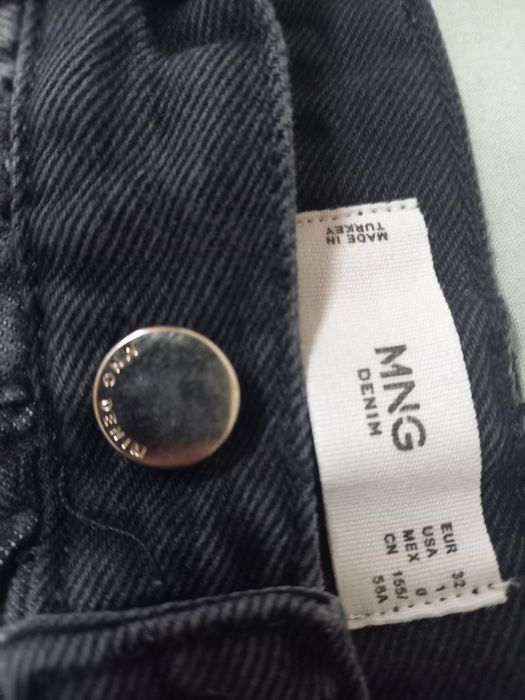 MADE IN
TURKEY
MNG
DENIM
EUR 32
USA 1
MEX 0
CN 155/
58A
MNG DENIM